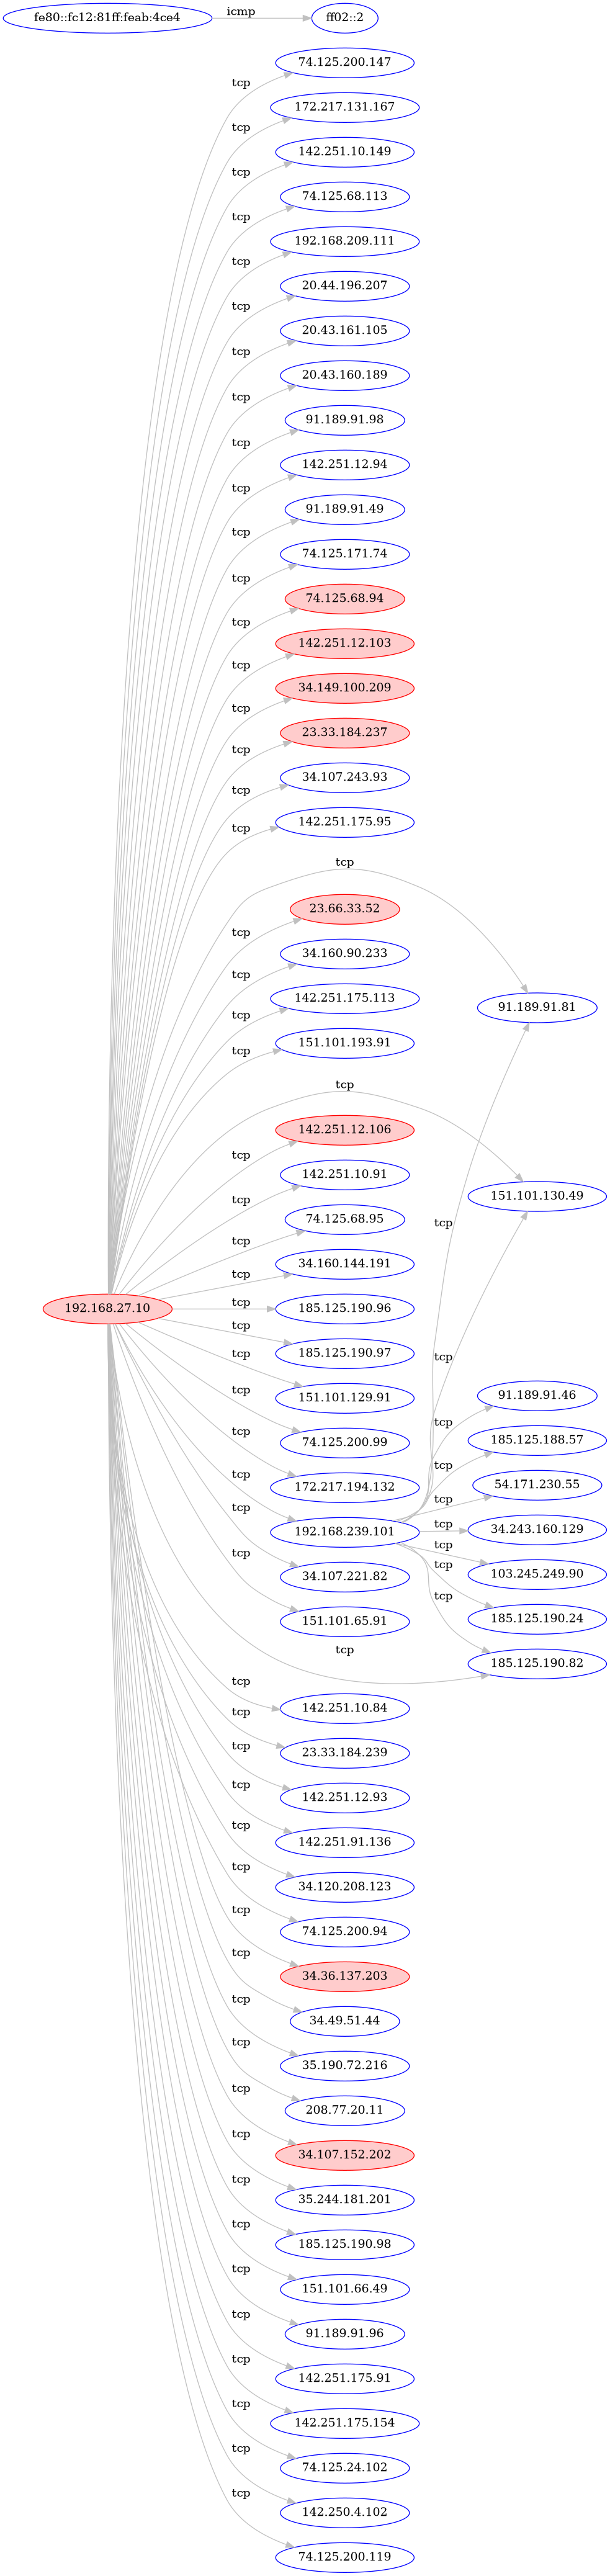 fe80::fc12:81ff:feab:4ce4
icmp
ff02::2
74.125.200.147
tcp
172.217.131.167
tcp
142.251.10.149
tcp
74.125.68.113
tcp
192.168.209.111
tcp
20.44.196.207
tcp
20.43.161.105
tcp
20.43.160.189
tcp
91.189.91.98
tcp
142.251.12.94
tcp
91.189.91.49
tcp
74.125.171.74
tcp
74.125.68.94
tcp
142.251.12.103
tcp
34.149.100.209
tcp
23.33.184.237
tcp
34.107.243.93
tcp
142.251.175.95
tcp
tcp
23.66.33.52
tcp
34.160.90.233
tcp
142.251.175.113
91.189.91.81
tcp
151.101.193.91
tcp
tcp
142.251.12.106
tcp
142.251.10.91
151.101.130.49
tcp
74.125.68.95
tcp
tcp
34.160.144.191
tcp
192.168.27.10
tcp
185.125.190.96
tcp
185.125.190.97
tcp
tcp
151.101.129.91
91.189.91.46
tcp
tcp
74.125.200.99
185.125.188.57
tcp
tcp
172.217.194.132
54.171.230.55
tcp
tcp
192.168.239.101
tcp
34.243.160.129
tcp
tcp
34.107.221.82
103.245.249.90
tcp
tcp
151.101.65.91
185.125.190.24
tcp
tcp
185.125.190.82
tcp
142.251.10.84
tcp
23.33.184.239
tcp
142.251.12.93
tcp
142.251.91.136
tcp
34.120.208.123
tcp
74.125.200.94
tcp
34.36.137.203
tcp
34.49.51.44
tcp
35.190.72.216
tcp
208.77.20.11
tcp
34.107.152.202
tcp
35.244.181.201
tcp
185.125.190.98
tcp
151.101.66.49
tcp
91.189.91.96
tcp
142.251.175.91
tcp
142.251.175.154
tcp
74.125.24.102
tcp
142.250.4.102
tcp
74.125.200.119